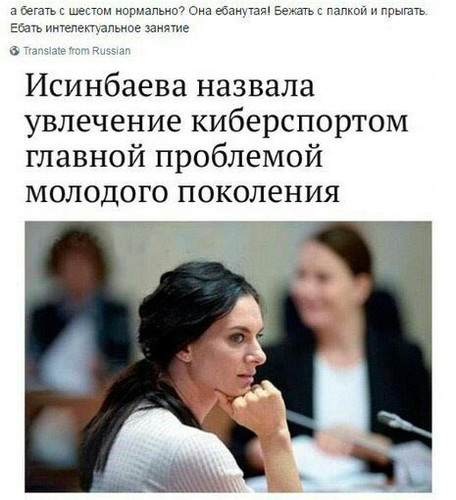 а бегать с шестом нормально? Она ебанутая! Бежать с палкой и прыгать.
Ебать интелектуальное занятие
Translate from Russian
Исинбаева назвала
увлечение киберспортом
главной проблемой
молодого поколения